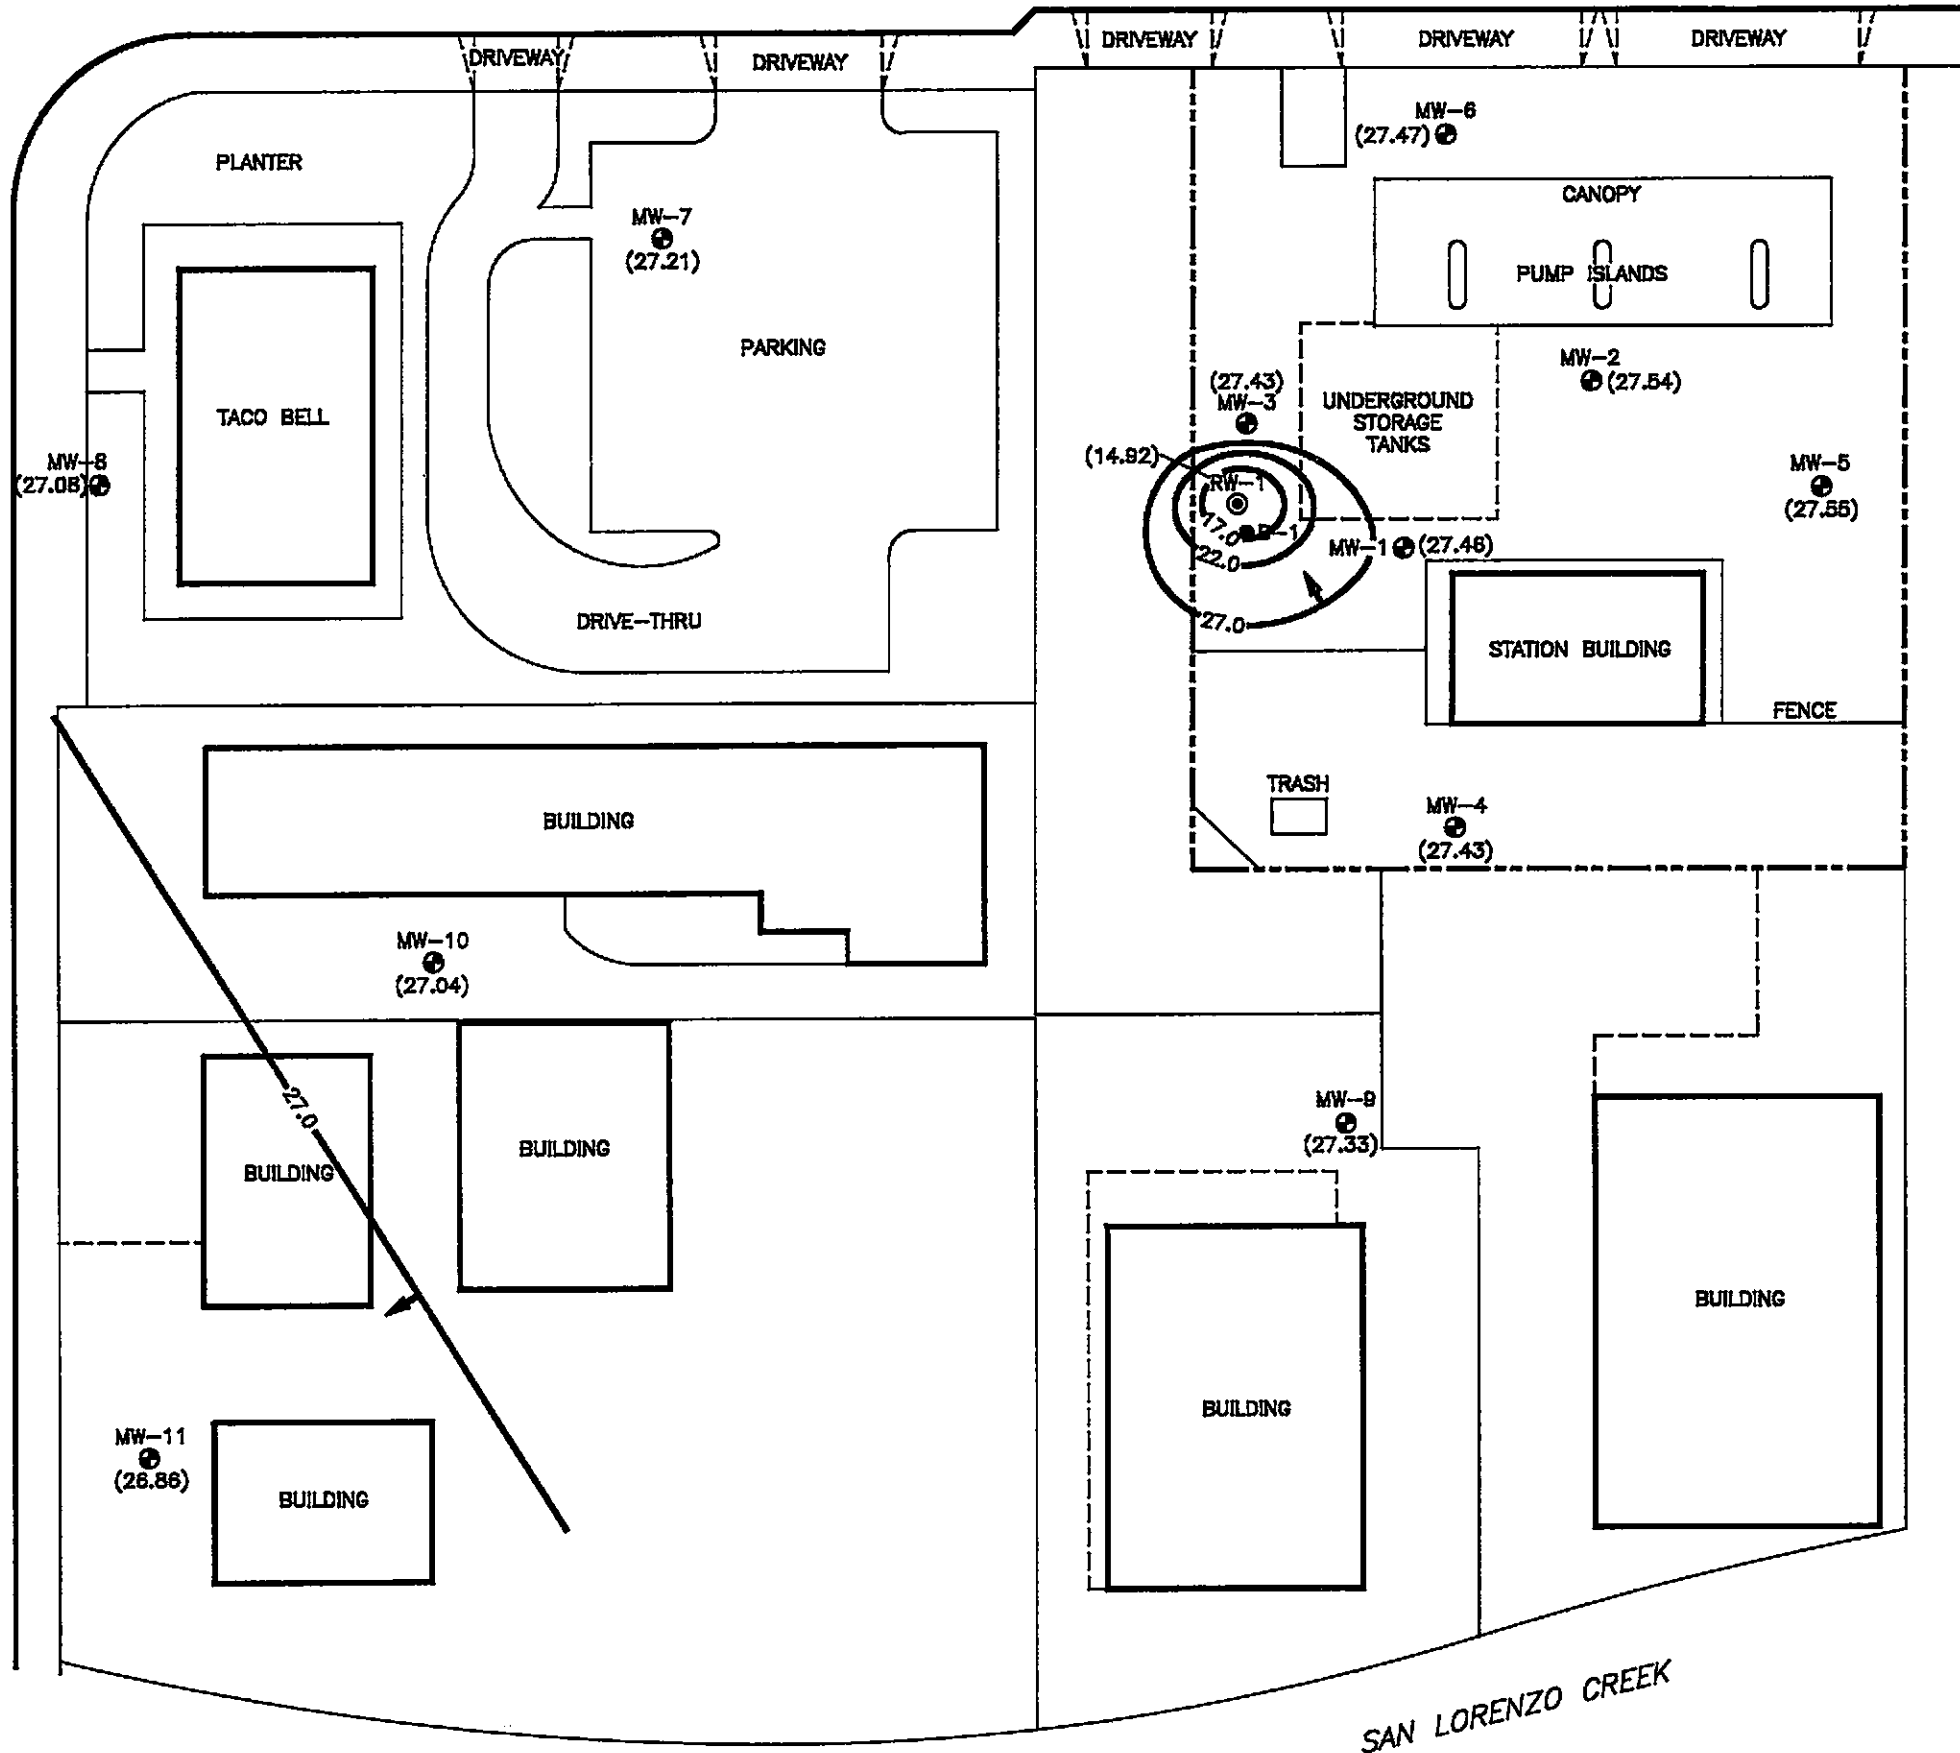 DRIVEWAY
DRIVEWAY
DRIVEWAY
DRIVEWAY
DRIVEWAY
MW-6
(27.47)
PLANTER
CANOPY
MW-7
(27.21)
PUMP ISLANDS
PARKING
MW-2
(27.54)
(27.43)
MW-3
UNDERGROUND
STORAGE
TANKS
TACO BELL
MW-8
(27.08)
(14.92)
RW-1
MW-5
(27.55)
17.0
22.0
27.0
MW-1
(27.46)
DRIVE-THRU
STATION BUILDING
FENCE
TRASH
MW-4
(27.43)
BUILDING
MW-10
(27.04)
27.0
BUILDING
BUILDING
MW-9
(27.33)
BUILDING
BUILDING
MW-11
(26.86)
BUILDING
SAN LORENZO CREEK